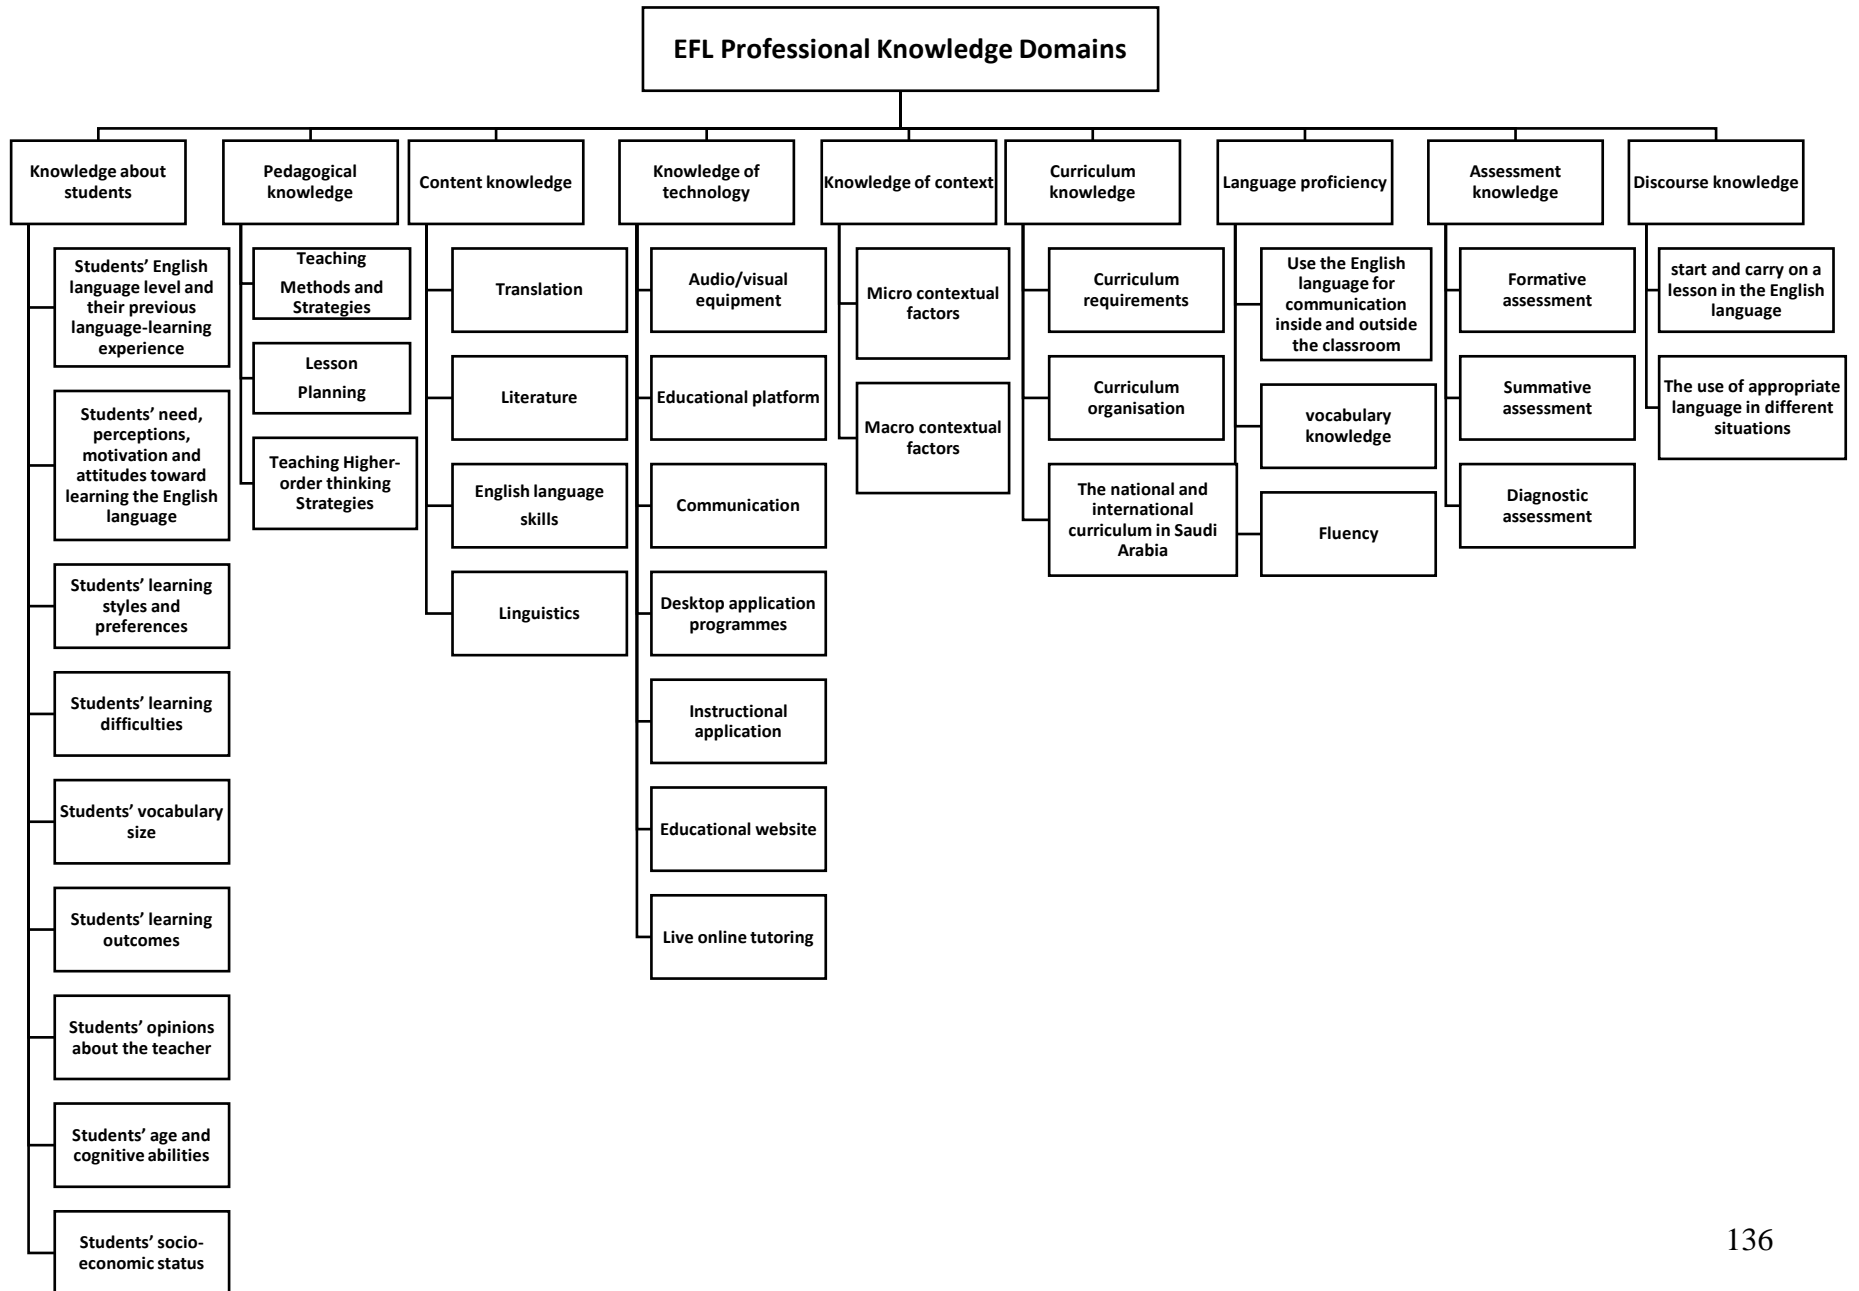 EFL Professional Knowledge Domains
Knowledge about
students
Students’ English
language level and
their previous
language-learning
experience
Students’ need,
perceptions,
motivation and
attitudes toward
learning the English
language
Students’ learning
styles and
preferences
Students’ learning
difficulties
Students’ vocabulary
size
Students’ learning
outcomes
Students’ opinions
about the teacher
Students’ age and
cognitive abilities
Students’ socio-
economic status
Pedagogical
knowledge
Teaching
Methods and
Strategies
Lesson
Planning
Teaching Higher-
order thinking
Strategies
Content knowledge
Translation
Literature
English language
skills
Linguistics
Knowledge of
technology
Audio/visual
equipment
Educational platform
Communication
Desktop application
programmes
Instructional
application
Educational website
Live online tutoring
Knowledge of context
Micro contextual
factors
Macro contextual
factors
Curriculum
knowledge
Curriculum
requirements
Curriculum
organisation
The national and
international
curriculum in Saudi
Arabia
Language proficiency
Use the English
language for
communication
inside and outside
the classroom
vocabulary
knowledge
Fluency
Assessment
knowledge
Formative
assessment
Summative
assessment
Diagnostic
assessment
Discourse knowledge
start and carry on a
lesson in the English
language
The use of appropriate
language in different
situations
136